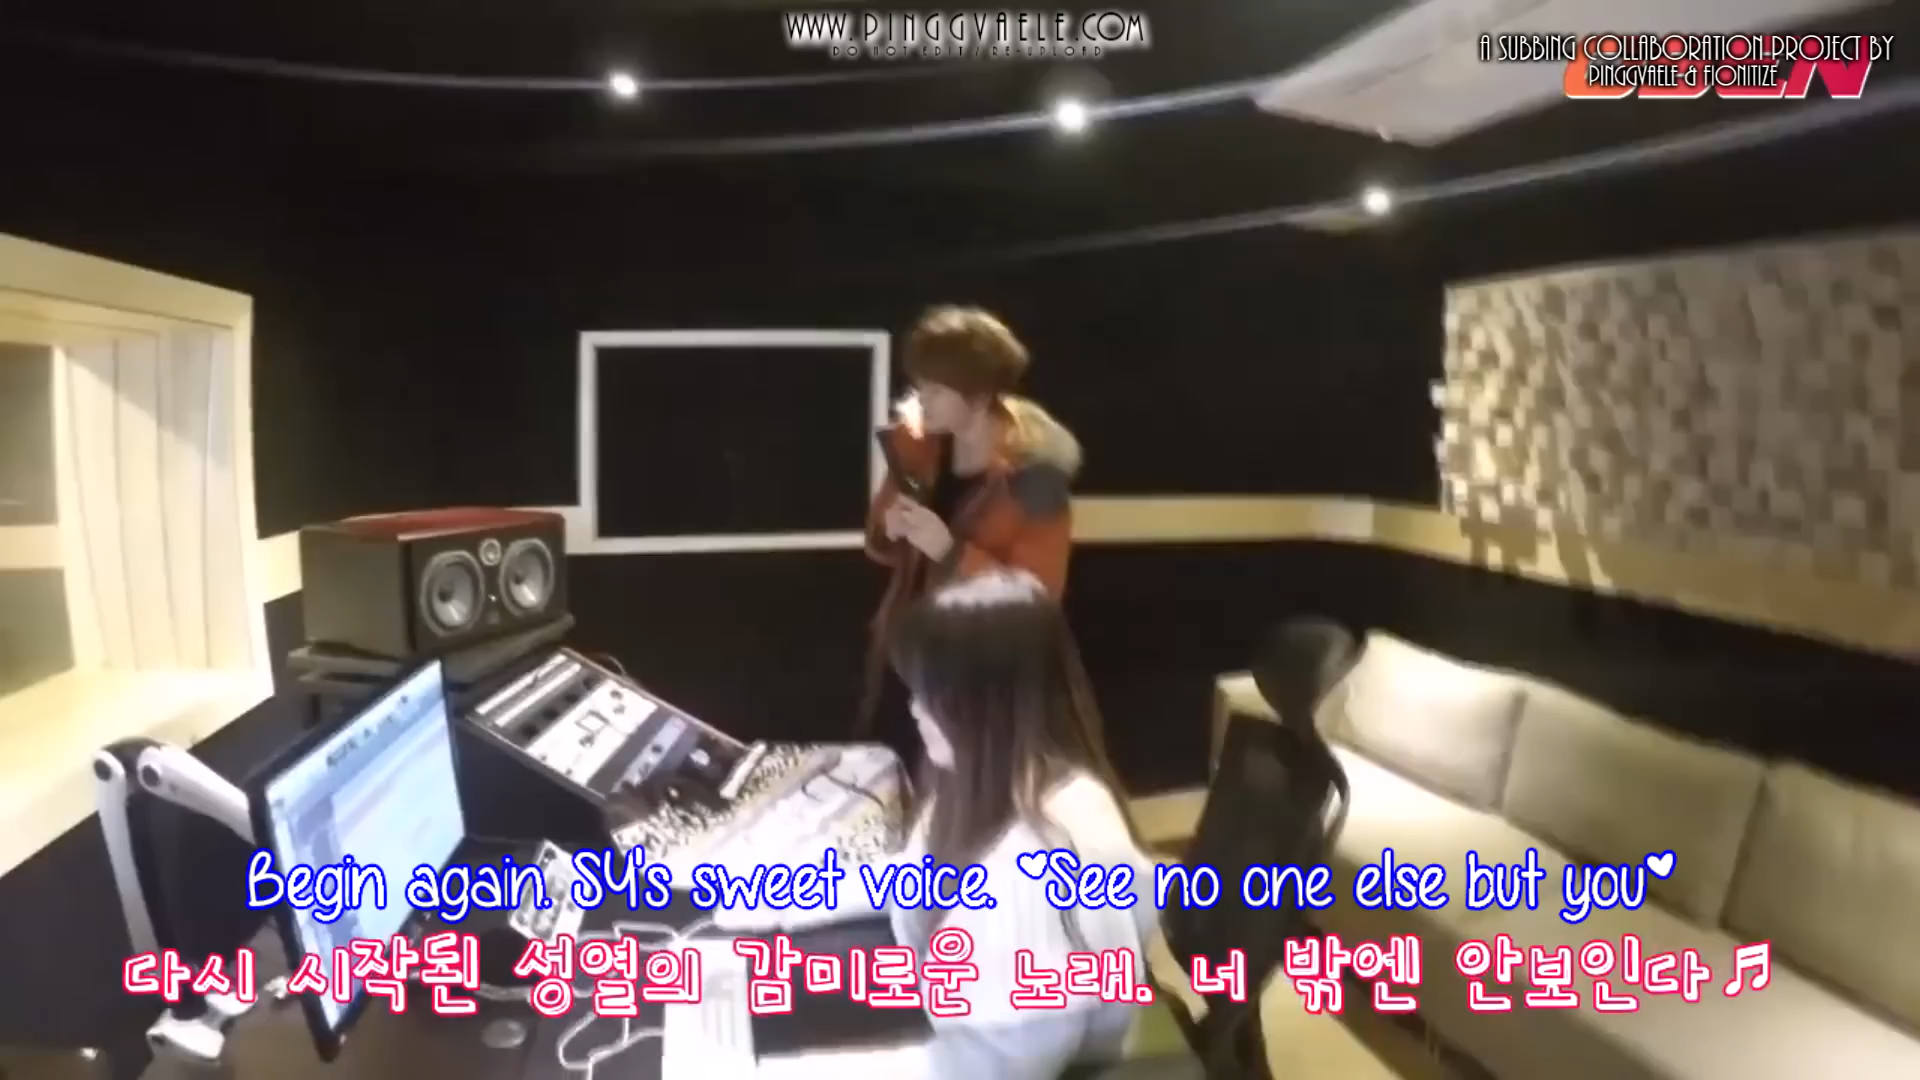 WWW.PINGGVAELE.COM
DO NOT EDIT / RE-UPLOAD
A SUBBING COLLABORATION PROJECT BY
PINGGVAELE & FIONITIZE
Begin again. SY's sweet voice. ♥See no one else but you♥
다시 시작된 성열의 감미로운 노래. 너 밖엔 안보인다♬